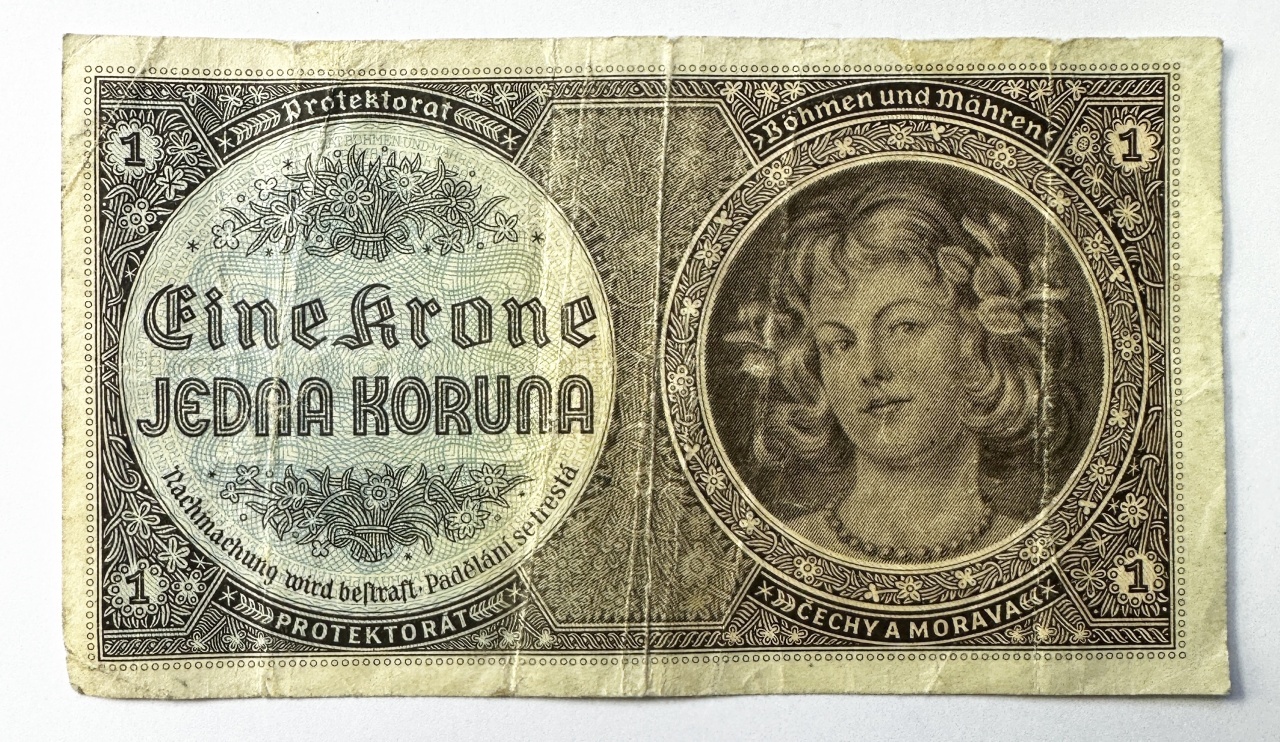 Protektorat
Böhmen und Mähren
1
1
Eine Krone
JEDNA KORUNA
Nachmachung wird bestraft · Padělání se trestá
1
1
PROTEKTORÁT
ČECHY A MORAVA